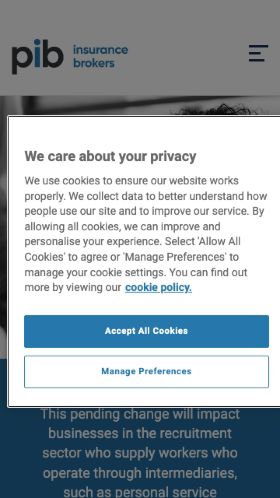 pib insurance
brokers
We care about your privacy
We use cookies to ensure our website works
properly. We collect data to better understand how
people use our site and to improve our service. By
allowing all cookies, we can improve and
personalise your experience. Select 'Allow All
Cookies' to agree or 'Manage Preferences' to
manage your cookie settings. You can find out
more by viewing our cookie policy.
Accept All Cookies
Manage Preferences
This pending change will impact
businesses in the recruitment
sector who supply workers who
operate through intermediaries,
such as personal service